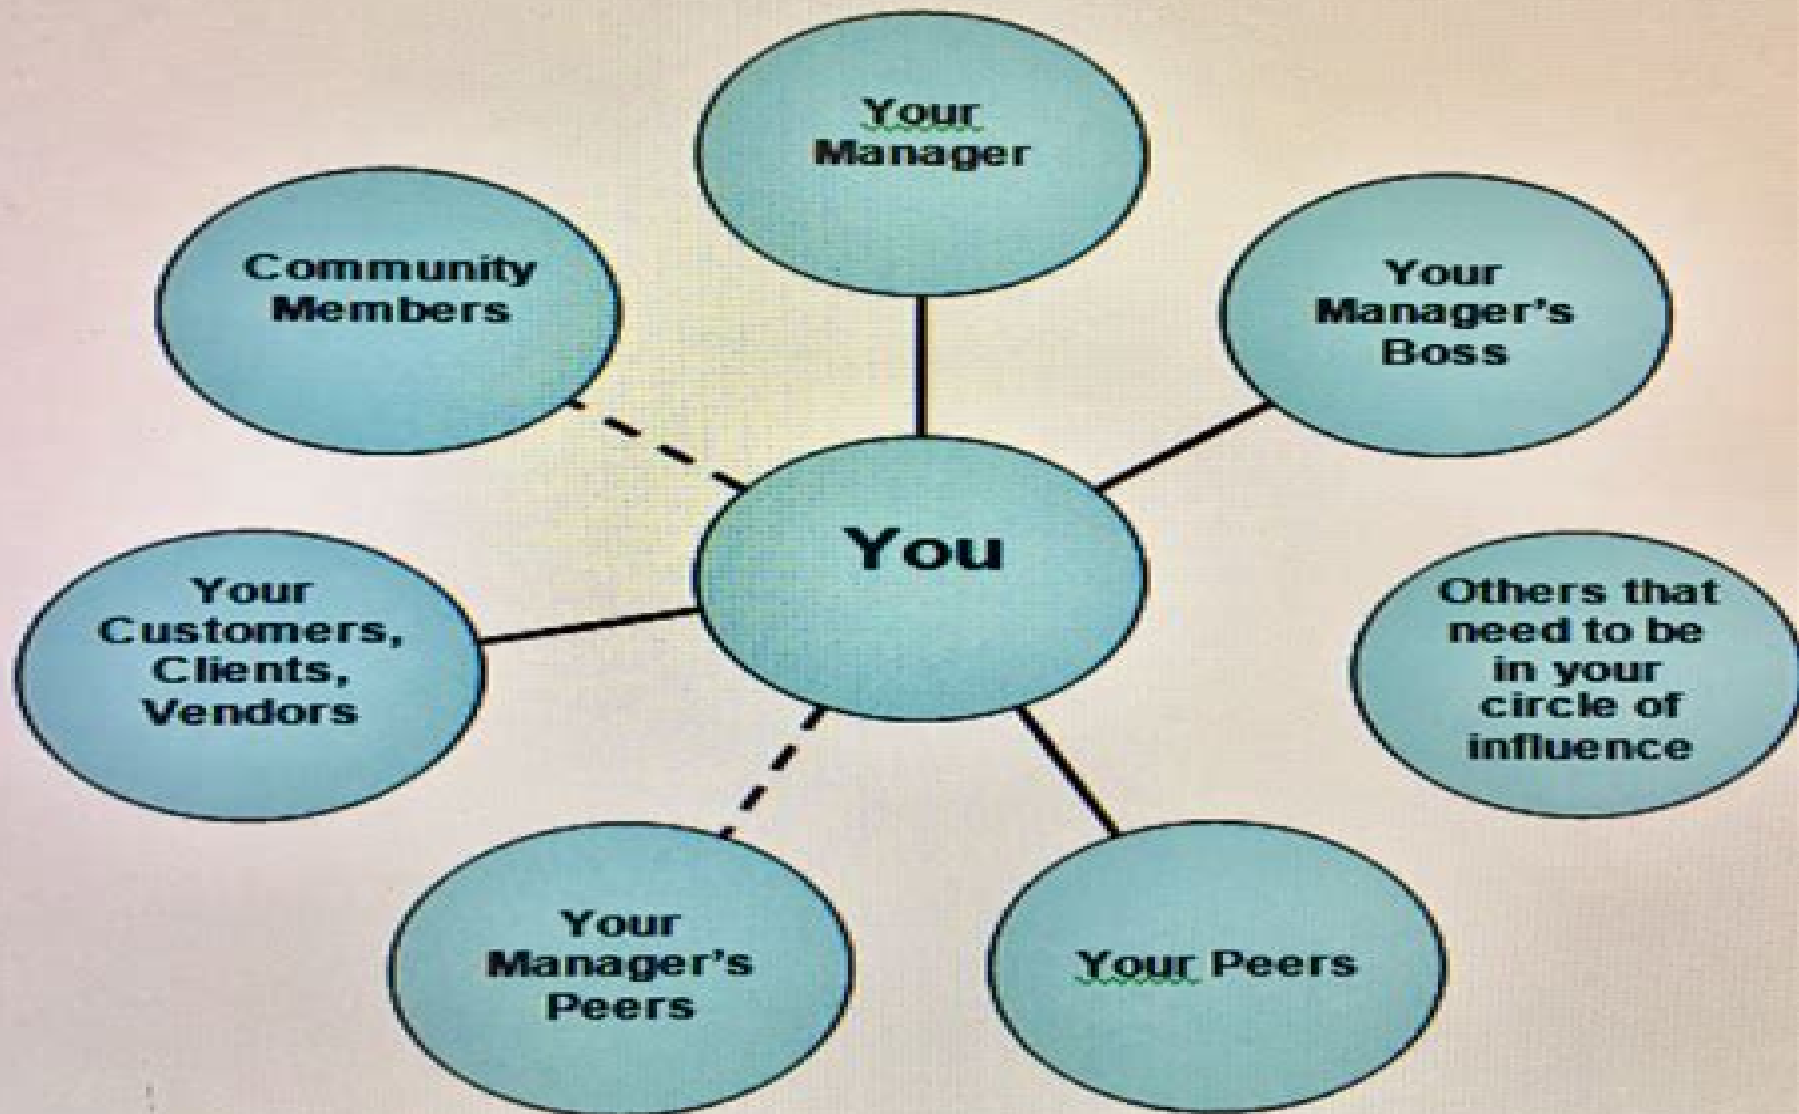 Your
Manager
Community
Members
Your
Manager's
Boss
You
Your
Customers,
Clients,
Vendors
Others that
need to be
in your
circle of
influence
Your
Manager's
Peers
Your Peers